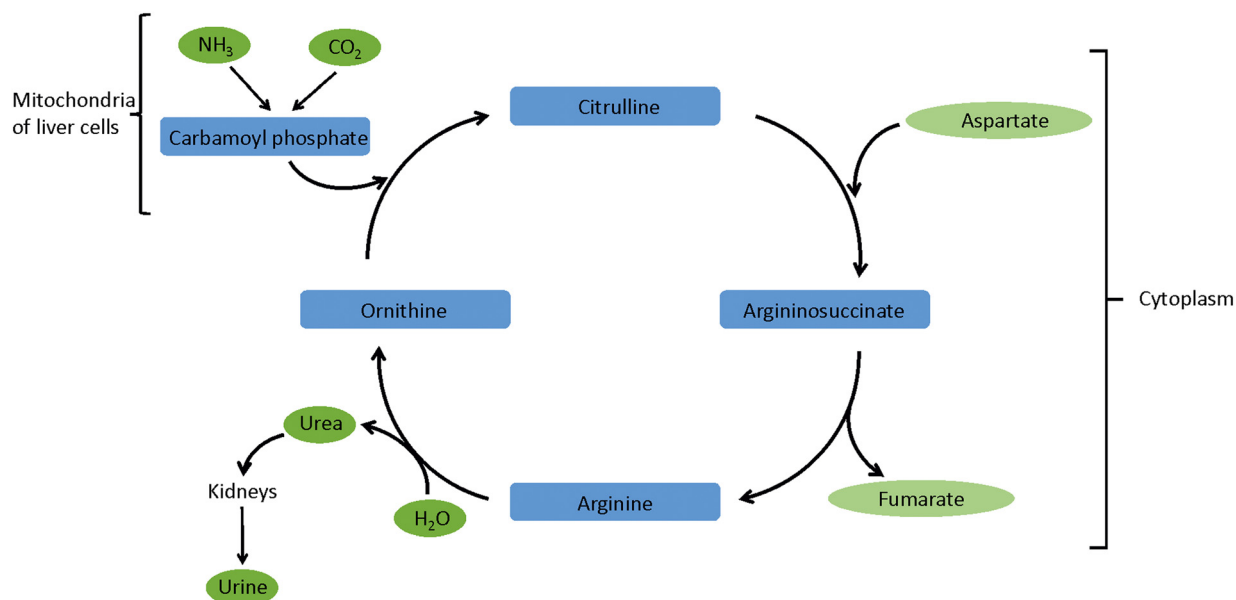 NH₃
CO₂
Mitochondria
of liver cells
Carbamoyl phosphate
Citrulline
Aspartate
Ornithine
Argininosuccinate
Cytoplasm
Urea
Kidneys
H₂O
Arginine
Fumarate
Urine